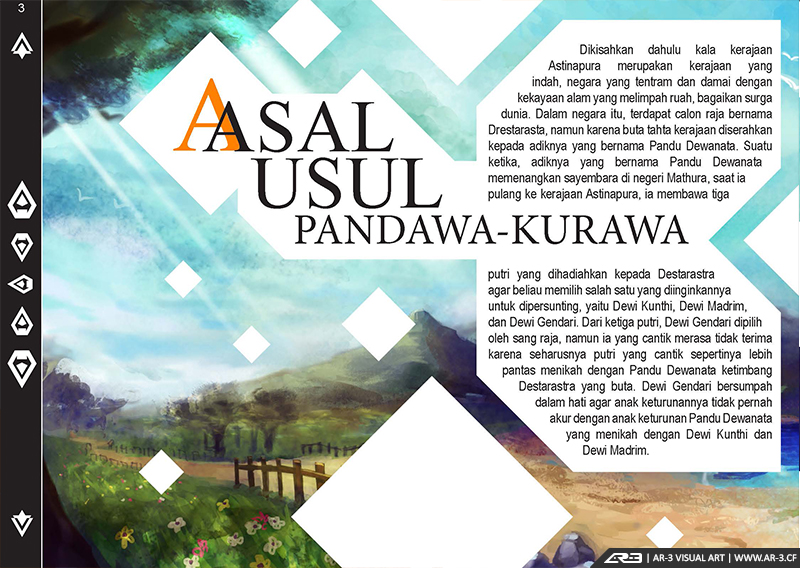 3
AASAL
USUL
PANDAWA-KURAWA
Dikisahkan dahulu kala kerajaan
Astinapura merupakan kerajaan yang
indah, negara yang tentram dan damai dengan
kekayaan alam yang melimpah ruah, bagaikan surga
dunia. Dalam negara itu, terdapat calon raja bernama
Drestarasta, namun karena buta tahta kerajaan diserahkan
kepada adiknya yang bernama Pandu Dewanata. Suatu
ketika, adiknya yang bernama Pandu Dewanata
memenangkan sayembara di negeri Mathura, saat ia
pulang ke kerajaan Astinapura, ia membawa tiga
putri yang dihadiahkan kepada Destarastra
agar beliau memilih salah satu yang diinginkannya
untuk dipersunting, yaitu Dewi Kunthi, Dewi Madrim,
dan Dewi Gendari. Dari ketiga putri, Dewi Gendari dipilih
oleh sang raja, namun ia yang cantik merasa tidak terima
karena seharusnya putri yang cantik sepertinya lebih
pantas menikah dengan Pandu Dewanata ketimbang
Destarastra yang buta. Dewi Gendari bersumpah
dalam hati agar anak keturunannya tidak pernah
akur dengan anak keturunan Pandu Dewanata
yang menikah dengan Dewi Kunthi dan
Dewi Madrim.
AR-3 | AR-3 VISUAL ART | WWW.AR-3.CF